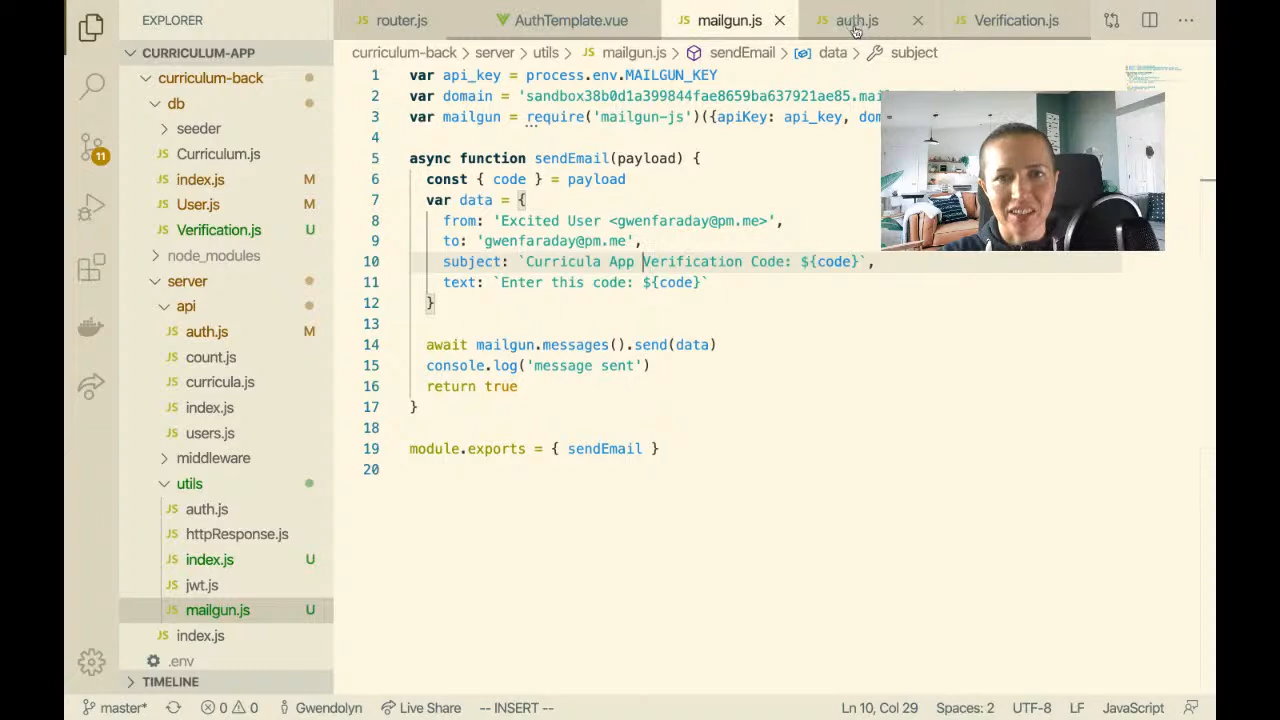 EXPLORER
router.js
AuthTemplate.vue
mailgun.js
auth.js
Verification.js
CURRICULUM-APP
curriculum-back
db
seeder
Curriculum.js
index.js M
User.js M
Verification.js U
node_modules
server
api
auth.js M
count.js
curricula.js
index.js
users.js
middleware
utils
auth.js
httpResponse.js
index.js U
jwt.js
mailgun.js U
index.js
.env
TIMELINE
11
curriculum-back > server > utils > JS mailgun.js > sendEmail > data > subject
1 var api_key = process.env.MAILGUN_KEY
2 var domain = 'sandbox38b0d1a399844fae8659ba637921ae85.mai
3 var mailgun = require('mailgun-js')({apiKey: api_key, dom
4
5 async function sendEmail(payload) {
6 const { code } = payload
7 var data = {
8 from: 'Excited User <gwenfaraday@pm.me>',
9 to: 'gwenfaraday@pm.me',
10 subject: `Curricula App Verification Code: ${code}`,
11 text: `Enter this code: ${code}`
12 }
13
14 await mailgun.messages().send(data)
15 console.log('message sent')
16 return true
17 }
18
19 module.exports = { sendEmail }
20
master* 0 0 Gwendolyn Live Share -- INSERT -- Ln 10, Col 29 Spaces: 2 UTF-8 LF JavaScript